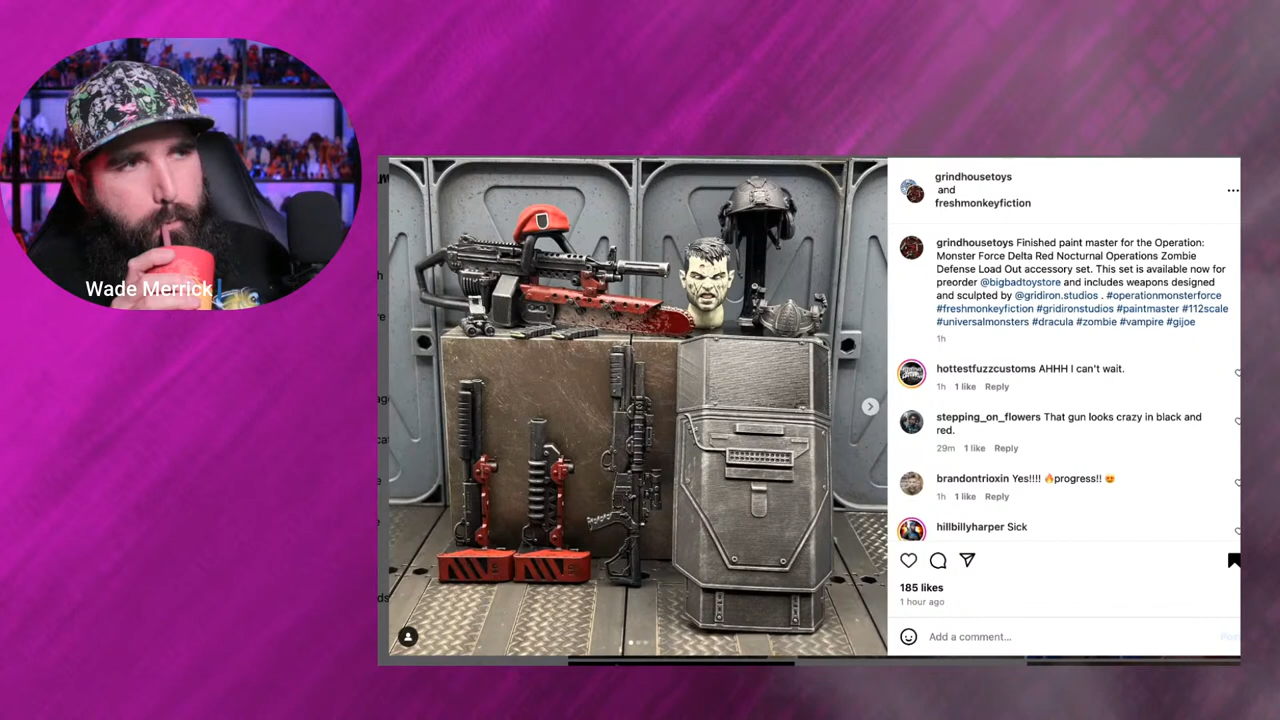 Wade Merrick
grindhousetoys
and
freshmonkeyfiction
grindhousetoys Finished paint master for the Operation:
Monster Force Delta Red Nocturnal Operations Zombie
Defense Load Out accessory set. This set is available now for
preorder @bigbadtoystore and includes weapons designed
and sculpted by @gridiron.studios . #operationmonsterforce
#freshmonkeyfiction #gridironstudios #paintmaster #112scale
#universalmonsters #dracula #zombie #vampire #gijoe
1h
hottestfuzzcustoms AHHH I can't wait.
1h 1 like Reply
stepping_on_flowers That gun looks crazy in black and
red.
29m 1 like Reply
brandontrioxin Yes!!!! 🔥progress!! 😍
1h 1 like Reply
hillbillyharper Sick
185 likes
1 hour ago
Add a comment...